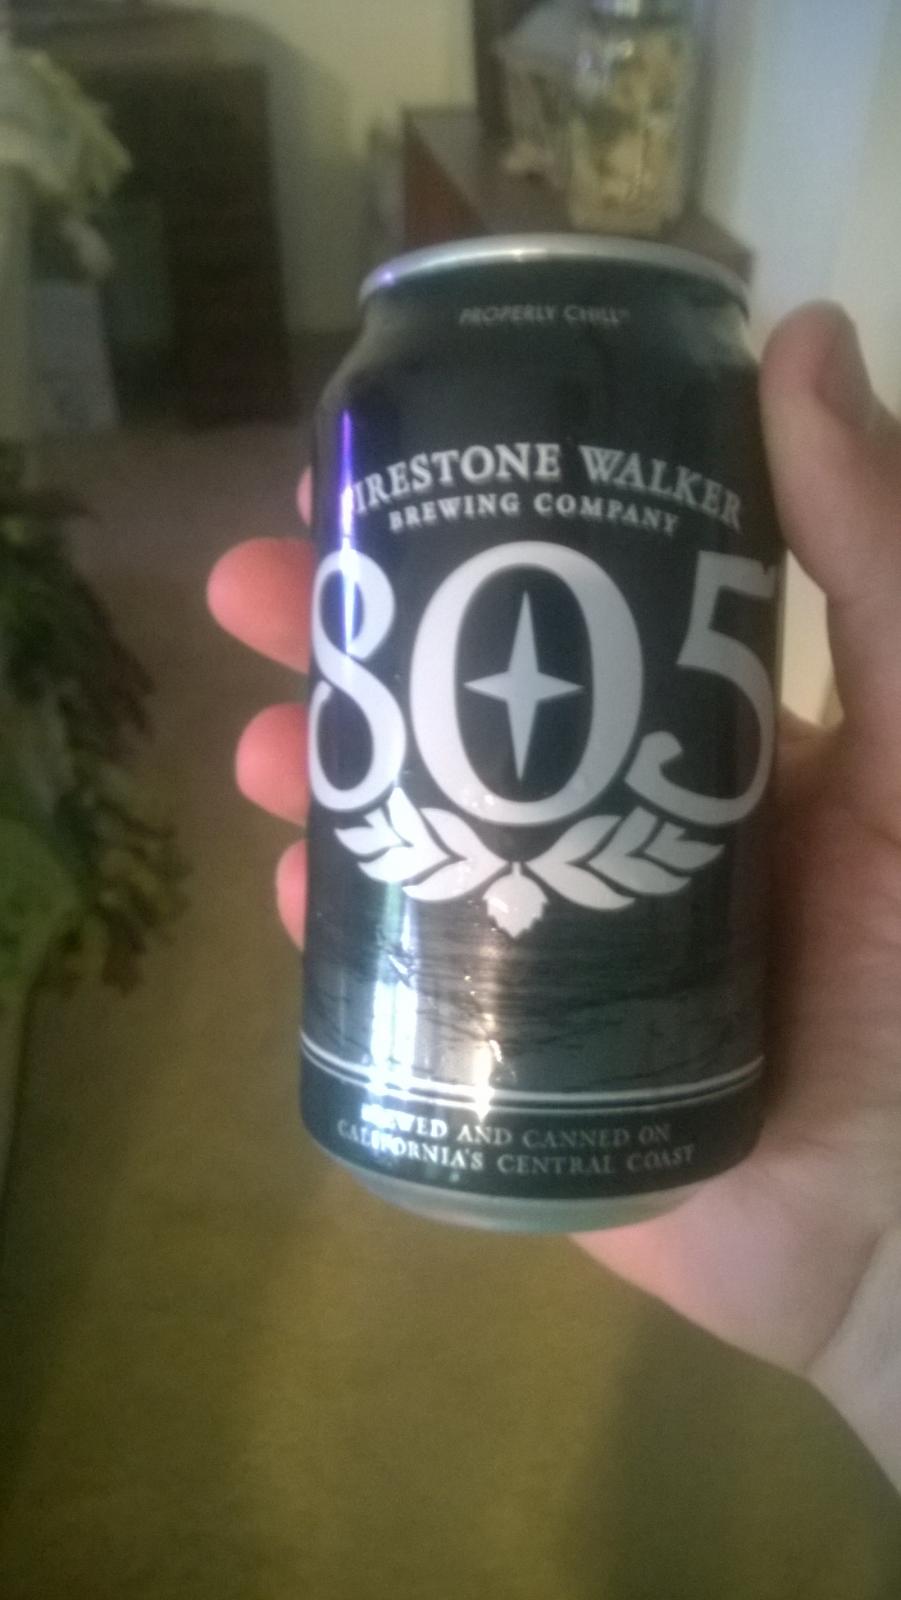 PROPERLY CHILL®
FIRESTONE WALKER
BREWING COMPANY
805
BREWED AND CANNED ON
CALIFORNIA'S CENTRAL COAST